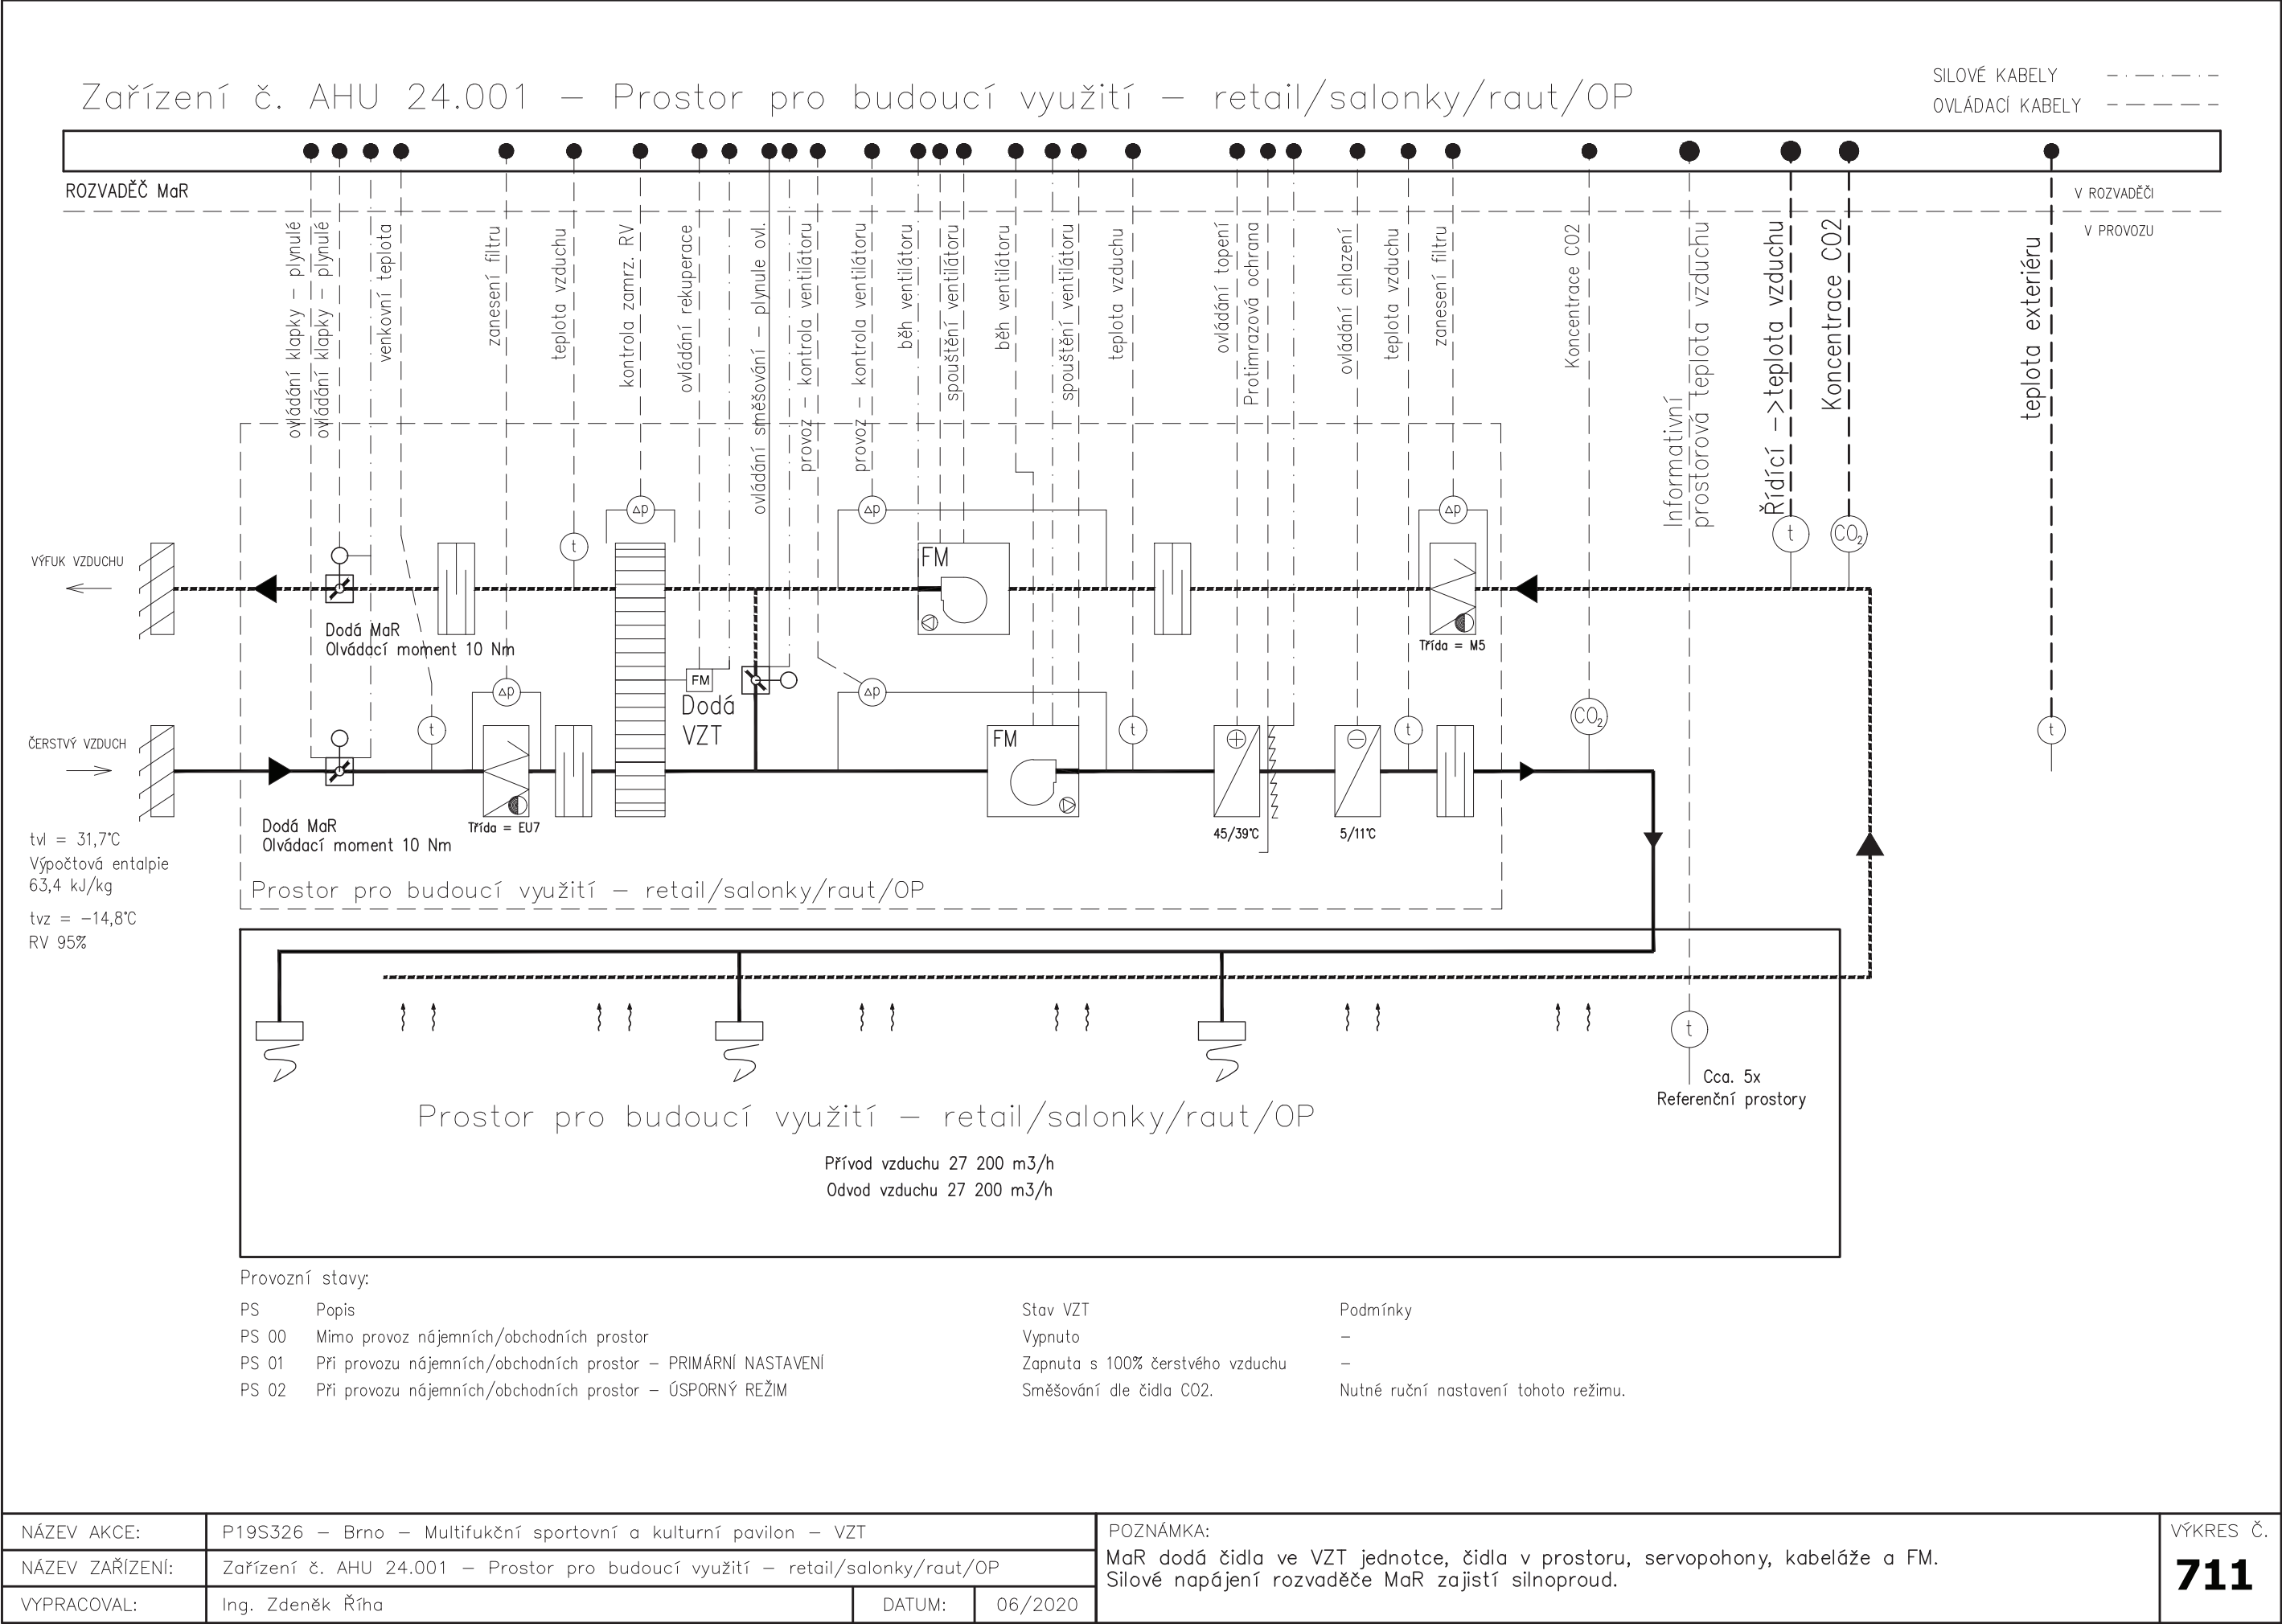 Zařízení č. AHU 24.001 – Prostor pro budoucí využití – retail/salonky/raut/OP
SILOVÉ KABELY
OVLÁDACÍ KABELY
ROZVADĚČ MaR
V ROZVADĚČI
V PROVOZU
ovládání klapky – plynulé
ovládání klapky – plynulé
venkovní teplota
zanesení filtru
teplota vzduchu
kontrola zamrz. RV
ovládání rekuperace
ovládání směšování – plynule ovl.
provoz – kontrola ventilátoru
provoz – kontrola ventilátoru
běh ventilátoru
spouštění ventilátoru
běh ventilátoru
spouštění ventilátoru
teplota vzduchu
ovládání topení
Protimrazová ochrana
ovládání chlazení
teplota vzduchu
zanesení filtru
Koncentrace CO2
Informativní
prostorová teplota vzduchu
Řídící ->teplota vzduchu
Koncentrace CO2
teplota exteriéru
Δp
Δp
Δp
t
t
CO2
FM
VÝFUK VZDUCHU
Dodá MaR
Olvádací moment 10 Nm
Třída = M5
Δp
FM
Δp
Dodá
VZT
t
FM
t
t
CO2
t
ČERSTVÝ VZDUCH
Dodá MaR
Olvádací moment 10 Nm
Třída = EU7
45/39°C
5/11°C
tvl = 31,7°C
Výpočtová entalpie
63,4 kJ/kg
tvz = –14,8°C
RV 95%
Prostor pro budoucí využití – retail/salonky/raut/OP
t
Cca. 5x
Referenční prostory
Prostor pro budoucí využití – retail/salonky/raut/OP
Přívod vzduchu 27 200 m3/h
Odvod vzduchu 27 200 m3/h
Provozní stavy:
PS Popis Stav VZT Podmínky
PS 00 Mimo provoz nájemních/obchodních prostor Vypnuto –
PS 01 Při provozu nájemních/obchodních prostor – PRIMÁRNÍ NASTAVENÍ Zapnuta s 100% čerstvého vzduchu –
PS 02 Při provozu nájemních/obchodních prostor – ÚSPORNÝ REŽIM Směšování dle čidla CO2. Nutné ruční nastavení tohoto režimu.
NÁZEV AKCE: P19S326 – Brno – Multifukční sportovní a kulturní pavilon – VZT
NÁZEV ZAŘÍZENÍ: Zařízení č. AHU 24.001 – Prostor pro budoucí využití – retail/salonky/raut/OP
VYPRACOVAL: Ing. Zdeněk Říha DATUM: 06/2020
POZNÁMKA:
MaR dodá čidla ve VZT jednotce, čidla v prostoru, servopohony, kabeláže a FM.
Silové napájení rozvaděče MaR zajistí silnoproud.
VÝKRES Č.
711